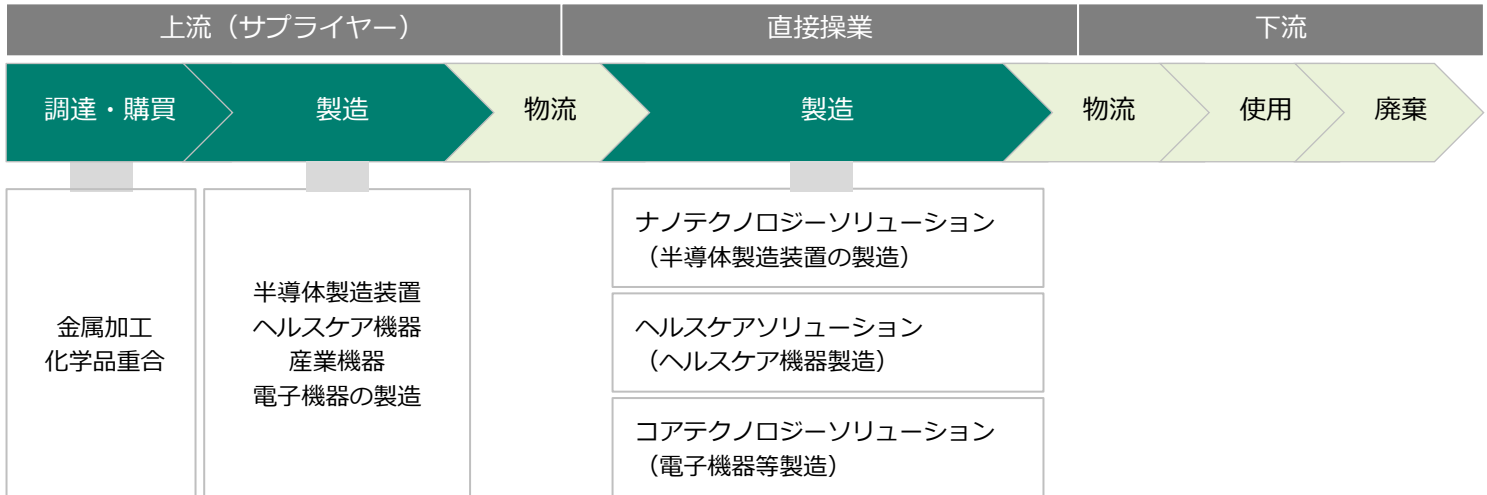 上流（サプライヤー）
直接操業
下流
調達・購買
製造
物流
製造
物流
使用
廃棄
金属加工
化学品重合
半導体製造装置
ヘルスケア機器
産業機器
電子機器の製造
ナノテクノロジーソリューション
（半導体製造装置の製造）
ヘルスケアソリューション
（ヘルスケア機器製造）
コアテクノロジーソリューション
（電子機器等製造）